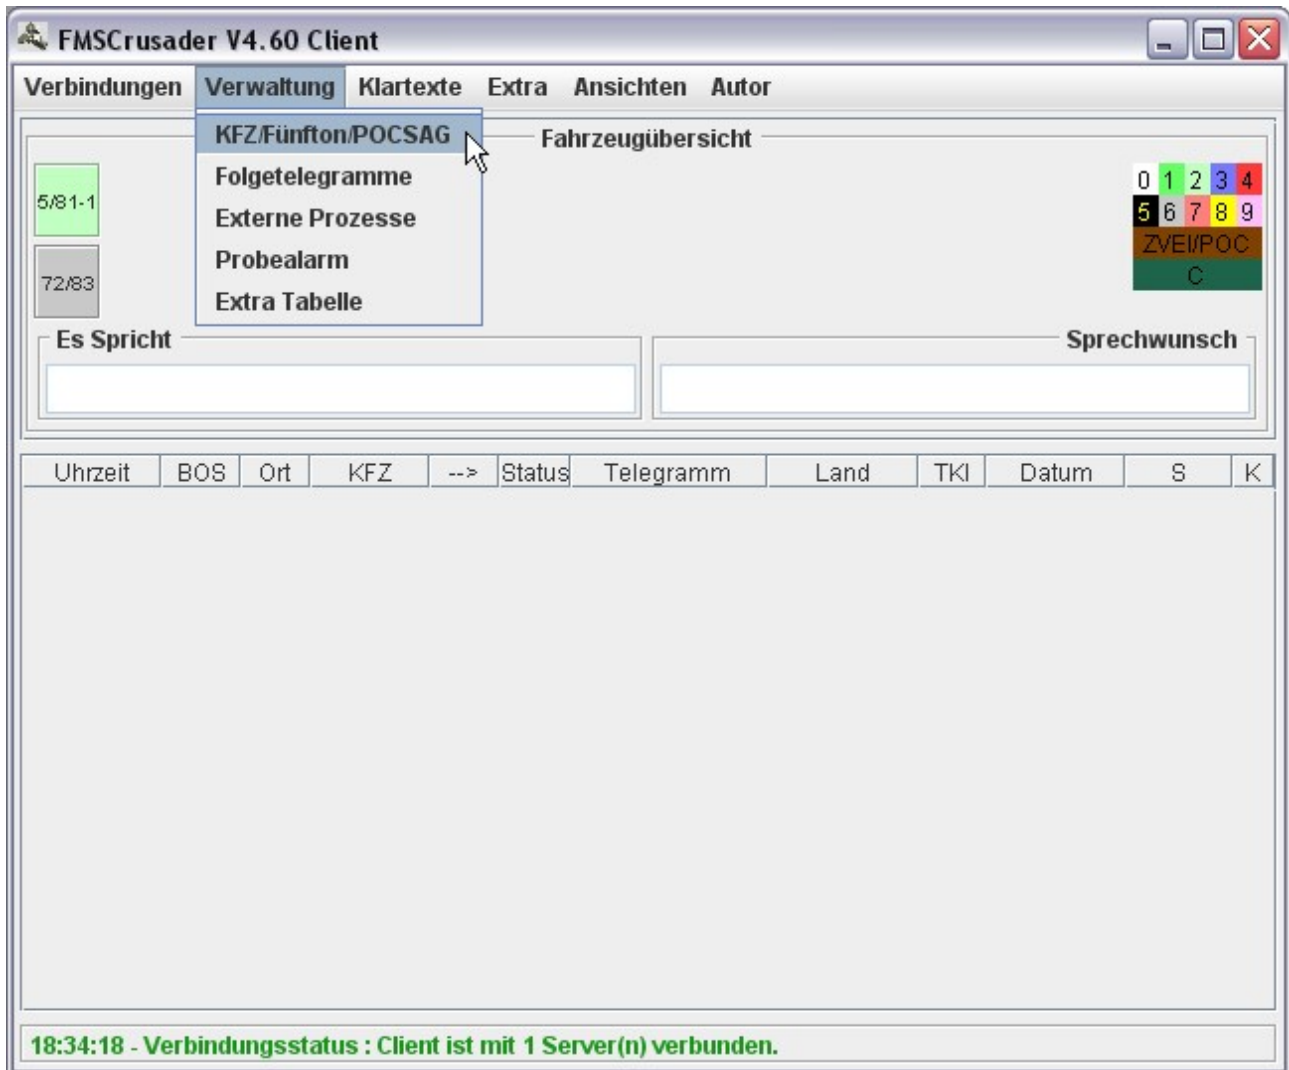 FMSCrusader V4.60 Client
Verbindungen Verwaltung Klartexte Extra Ansichten Autor
KFZ/Fünfton/POCSAG
Folgetelegramme
Externe Prozesse
Probealarm
Extra Tabelle
Fahrzeugübersicht
5/81-1
72/83
0 1 2 3 4
5 6 7 8 9
ZVEI/POC
C
Es Spricht
Sprechwunsch
Uhrzeit BOS Ort KFZ --> Status Telegramm Land TKI Datum S K
18:34:18 - Verbindungsstatus : Client ist mit 1 Server(n) verbunden.